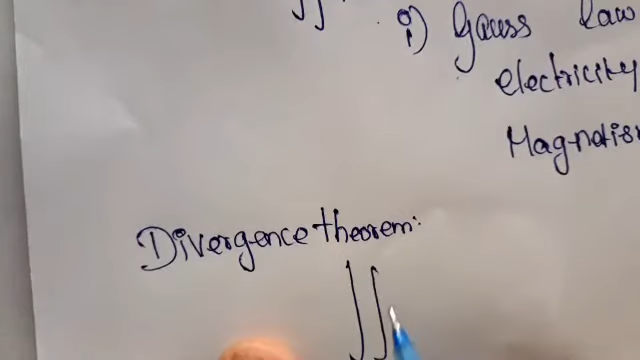 ∫∫
i) Gauss law
electricity
Magnetis
Divergence theorem:
∫∫